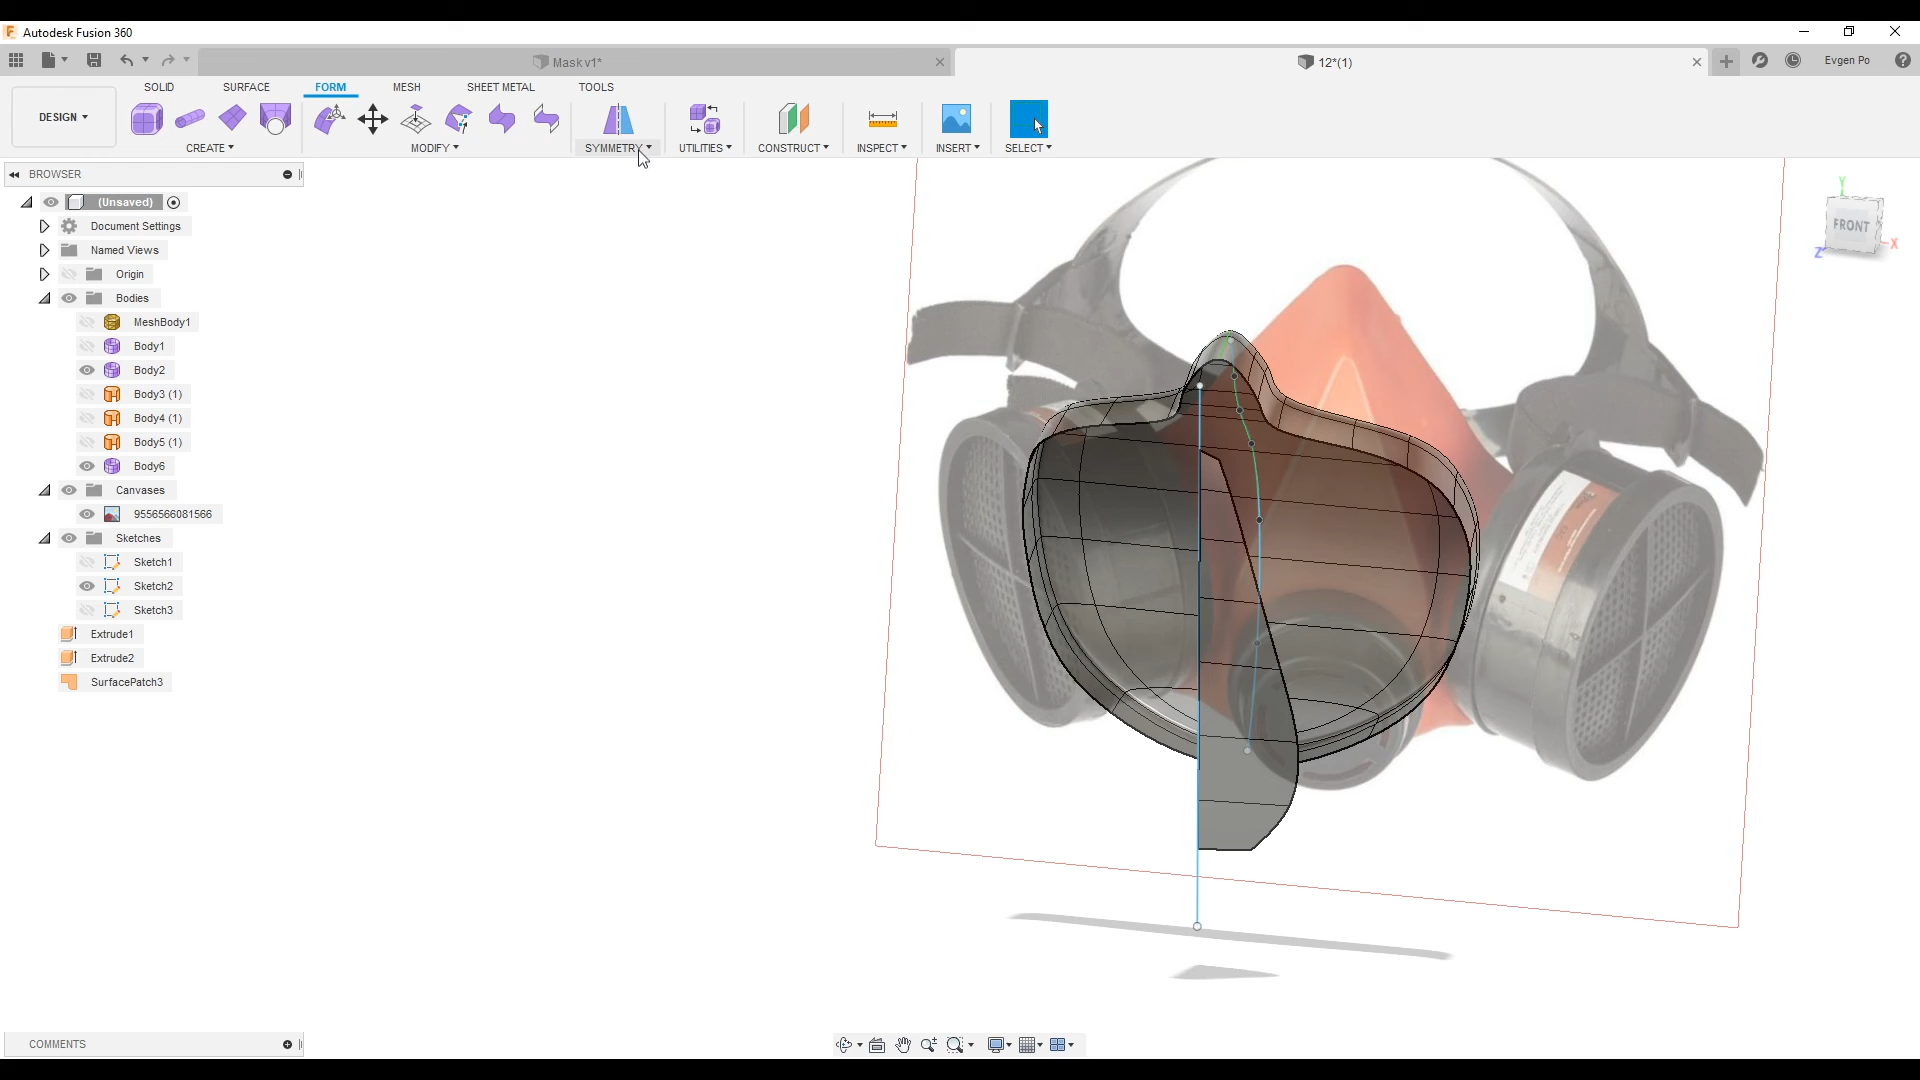 Autodesk Fusion 360
Mask v1*
12*(1)
Evgen Po
DESIGN
SOLID
SURFACE
FORM
MESH
SHEET METAL
TOOLS
CREATE
MODIFY
SYMMETRY
UTILITIES
CONSTRUCT
INSPECT
INSERT
SELECT
BROWSER
(Unsaved)
Document Settings
Named Views
Origin
Bodies
MeshBody1
Body1
Body2
Body3 (1)
Body4 (1)
Body5 (1)
Body6
Canvases
9556566081566
Sketches
Sketch1
Sketch2
Sketch3
Extrude1
Extrude2
SurfacePatch3
Y
FRONT
X
Z
COMMENTS